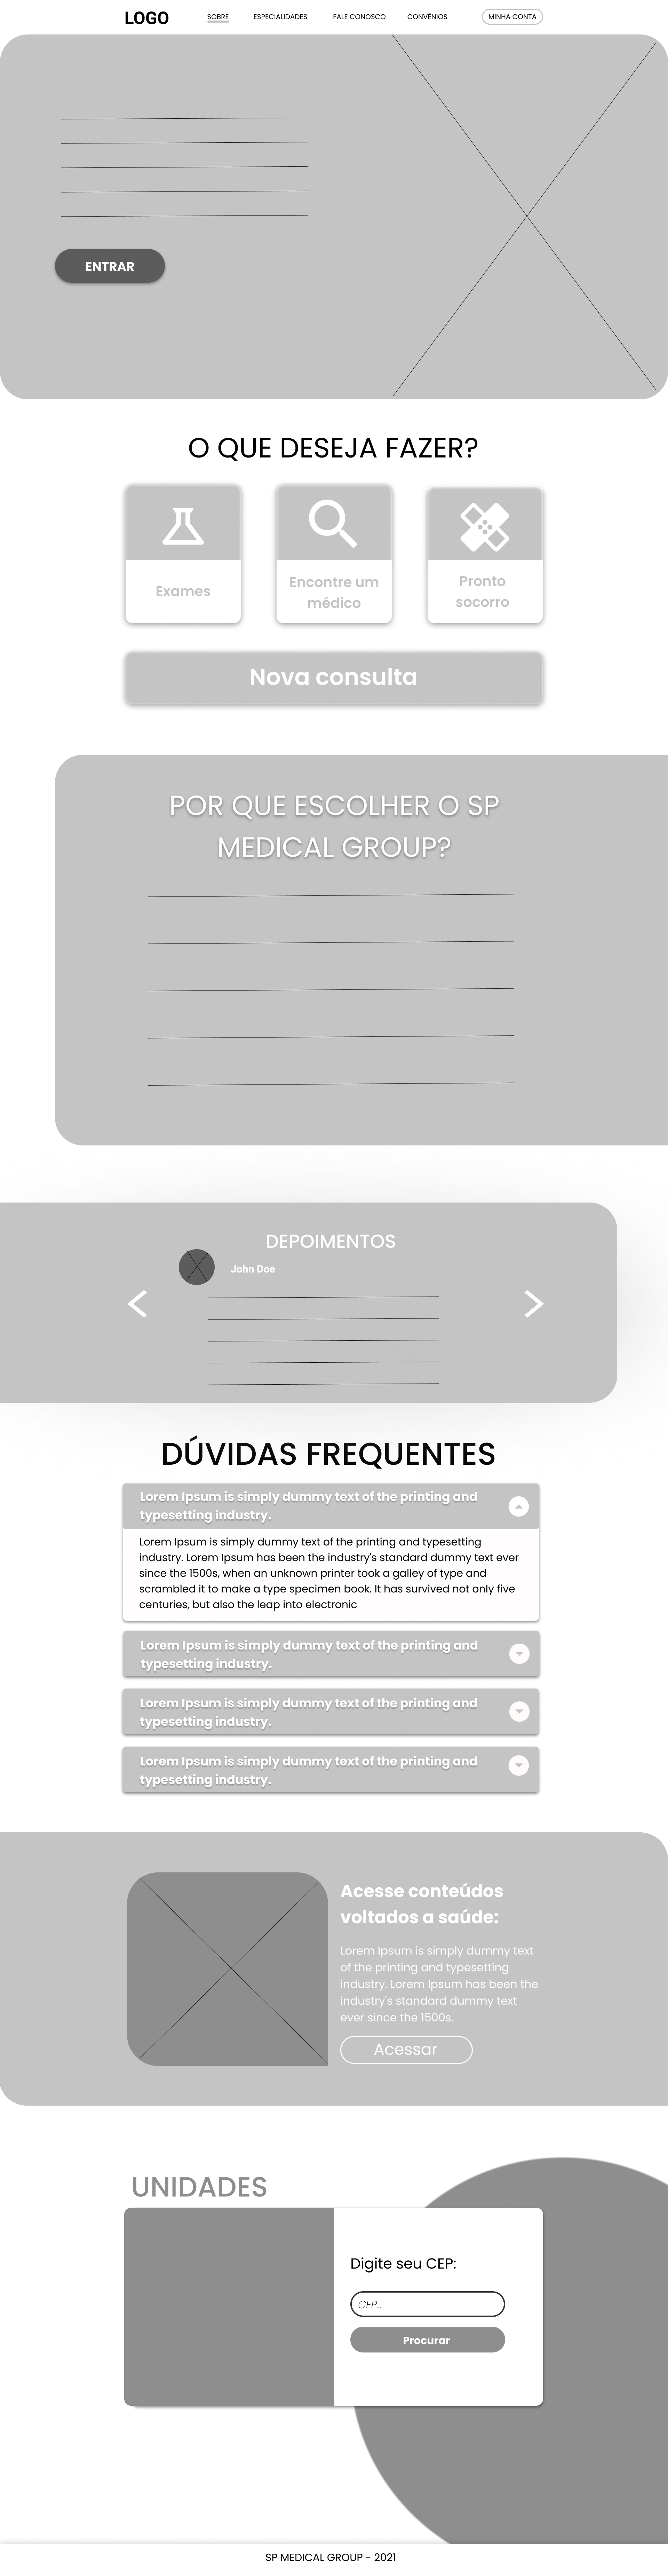 LOGO
SOBRE
ESPECIALIDADES
FALE CONOSCO
CONVÊNIOS
MINHA CONTA
ENTRAR
O QUE DESEJA FAZER?
Exames
Encontre um
médico
Pronto
socorro
Nova consulta
POR QUE ESCOLHER O SP
MEDICAL GROUP?
DEPOIMENTOS
John Doe
DÚVIDAS FREQUENTES
Lorem Ipsum is simply dummy text of the printing and
typesetting industry.
Lorem Ipsum is simply dummy text of the printing and typesetting
industry. Lorem Ipsum has been the industry's standard dummy text ever
since the 1500s, when an unknown printer took a galley of type and
scrambled it to make a type specimen book. It has survived not only five
centuries, but also the leap into electronic
Lorem Ipsum is simply dummy text of the printing and
typesetting industry.
Lorem Ipsum is simply dummy text of the printing and
typesetting industry.
Lorem Ipsum is simply dummy text of the printing and
typesetting industry.
Acesse conteúdos
voltados a saúde:
Lorem Ipsum is simply dummy text
of the printing and typesetting
industry. Lorem Ipsum has been the
industry's standard dummy text
ever since the 1500s.
Acessar
UNIDADES
Digite seu CEP:
CEP...
Procurar
SP MEDICAL GROUP - 2021